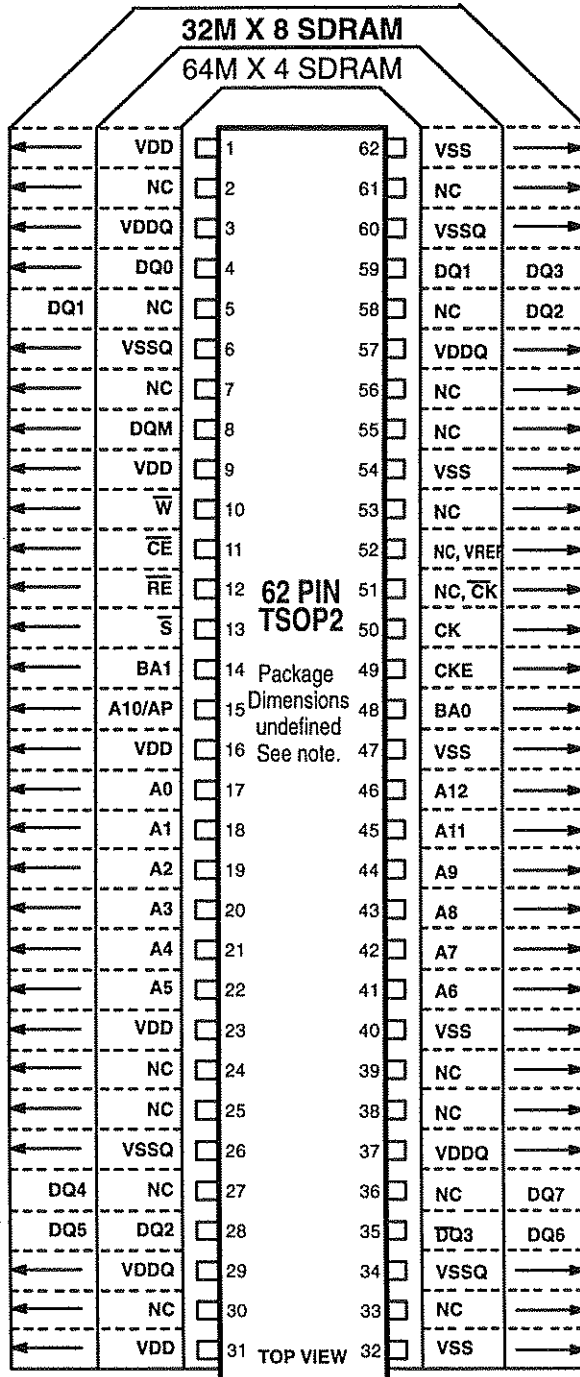 32M X 8 SDRAM
64M X 4 SDRAM
VDD 1 62 VSS
NC 2 61 NC
VDDQ 3 60 VSSQ
DQ0 4 59 DQ1 DQ3
DQ1 NC 5 58 NC DQ2
VSSQ 6 57 VDDQ
NC 7 56 NC
DQM 8 55 NC
VDD 9 54 VSS
W̅ 10 53 NC
C̅E̅ 11 52 NC, VREF
R̅E̅ 12 62 PIN 51 NC, C̅K̅
TSOP2
S̅ 13 50 CK
BA1 14 Package 49 CKE
A10/AP 15 Dimensions 48 BA0
undefined
VDD 16 See note. 47 VSS
A0 17 46 A12
A1 18 45 A11
A2 19 44 A9
A3 20 43 A8
A4 21 42 A7
A5 22 41 A6
VDD 23 40 VSS
NC 24 39 NC
NC 25 38 NC
VSSQ 26 37 VDDQ
DQ4 NC 27 36 NC DQ7
DQ5 DQ2 28 35 D̅Q3 DQ6
VDDQ 29 34 VSSQ
NC 30 33 NC
VDD 31 TOP VIEW 32 VSS